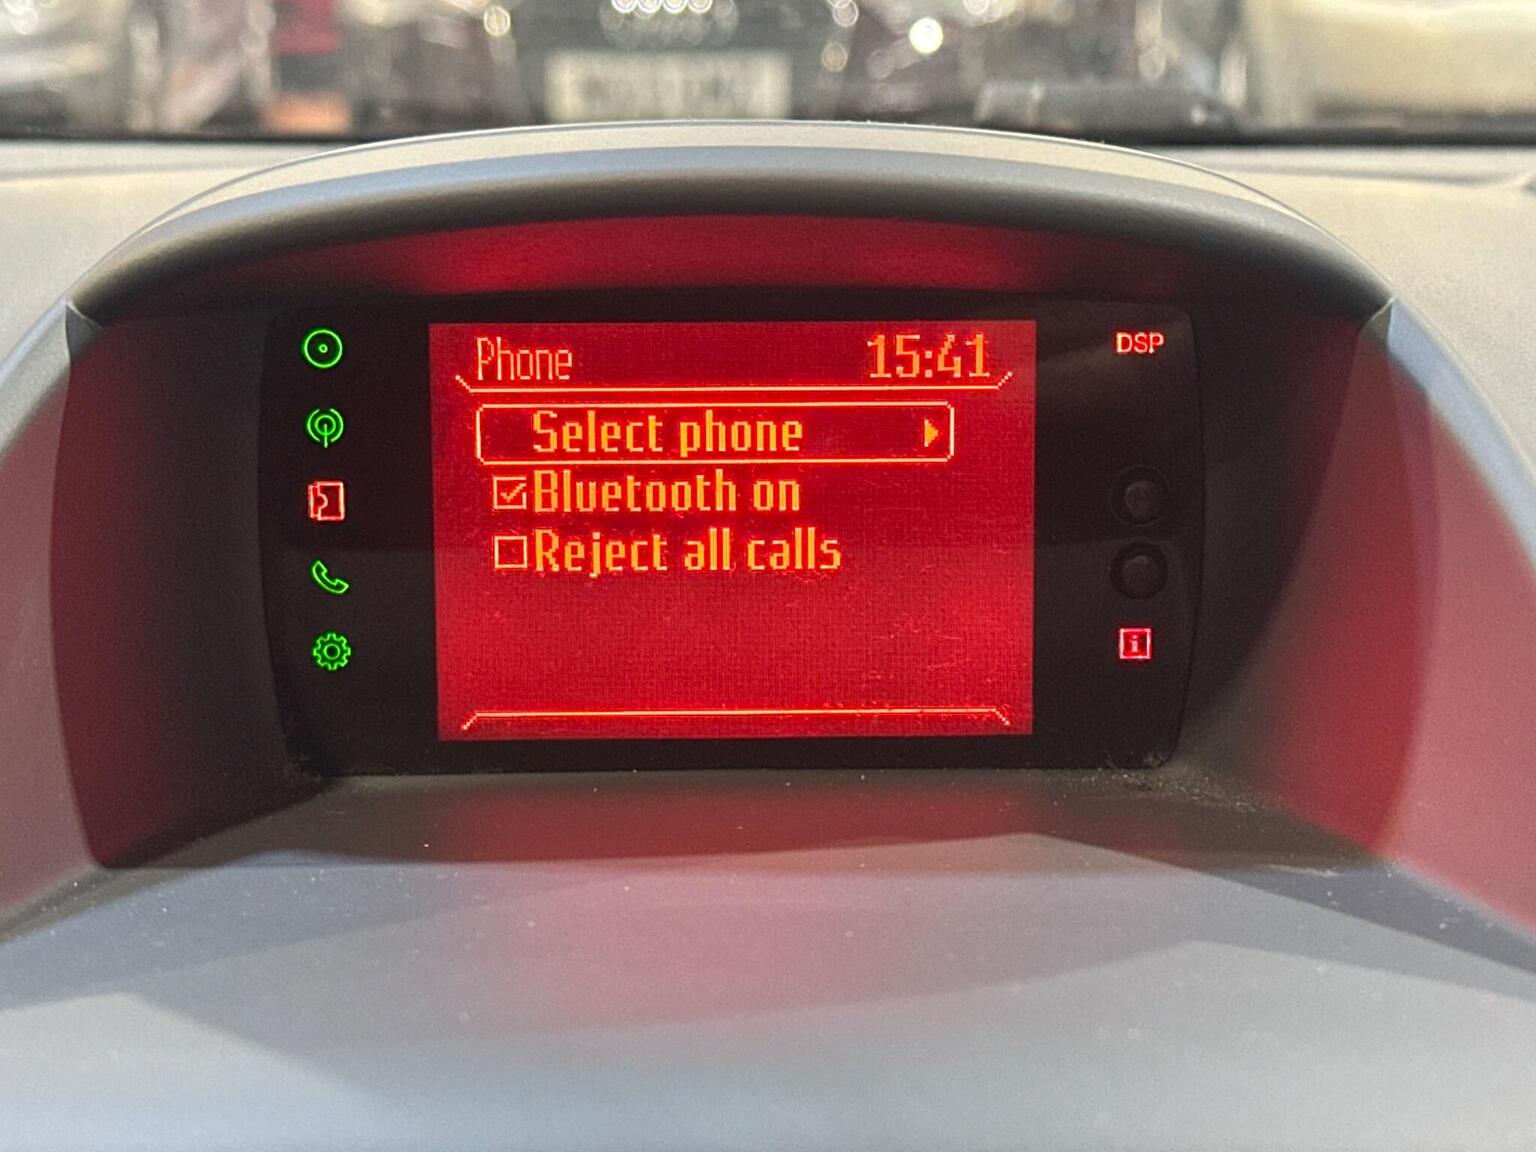 Phone 15:41
DSP
Select phone
Bluetooth on
Reject all calls
i